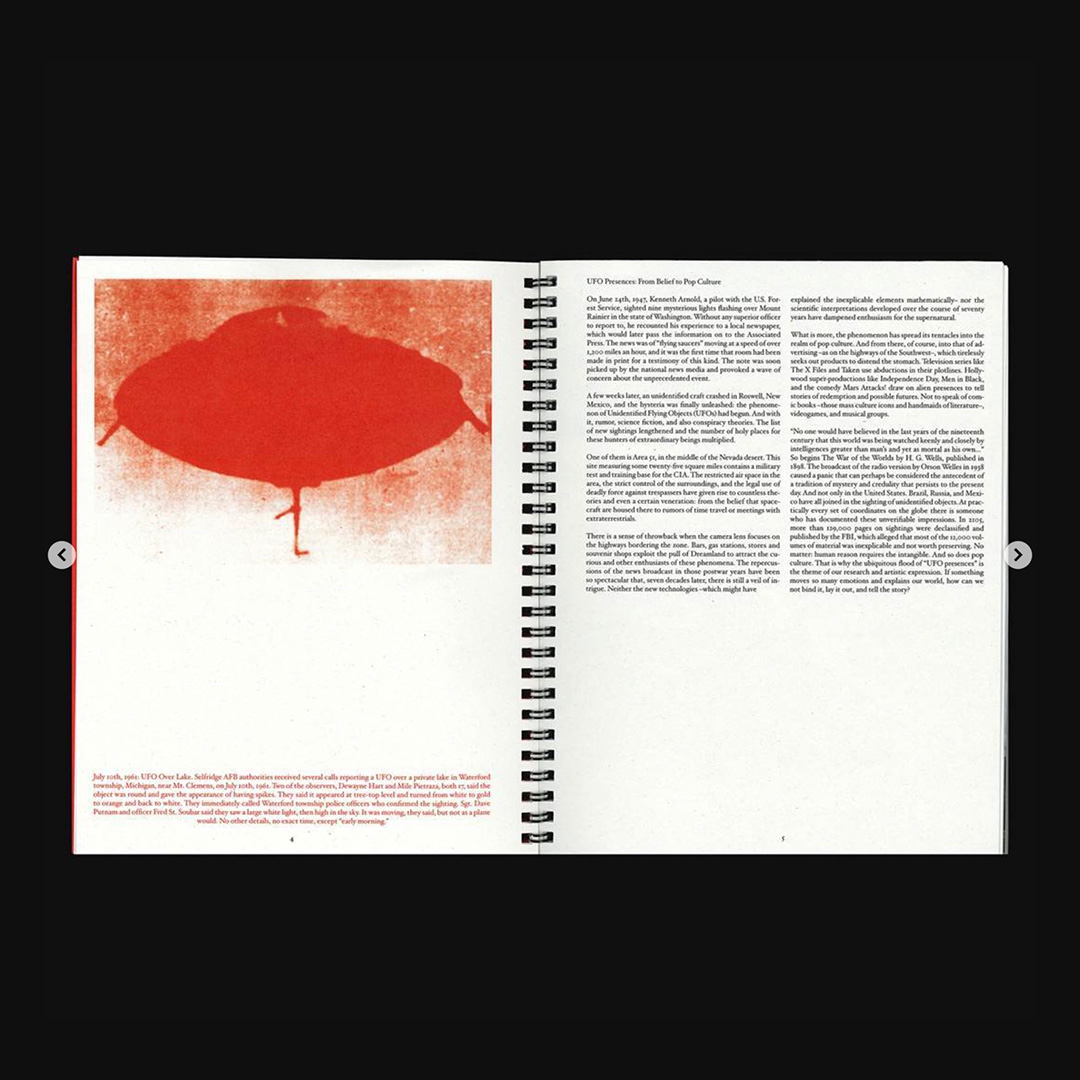 July 10th, 1961: UFO Over Lake. Selfridge AFB authorities received several calls reporting a UFO over a private lake in Waterford
township, Michigan, near Mt. Clemens, on July 10th, 1961. Two of the observers, Dewayne Hart and Mile Pietraza, both 17, said the
object was round and gave the appearance of having spikes. They said it appeared at tree-top level and turned from white to gold
to orange and back to white. They immediately called Waterford township police officers who confirmed the sighting. Sgt. Dave
Putnam and officer Fred St. Soubar said they saw a large white light, then high in the sky. It was moving, they said, but not as a plane
would. No other details, no exact time, except "early morning."
4
UFO Presences: From Belief to Pop Culture
On June 24th, 1947, Kenneth Arnold, a pilot with the U.S. For-
est Service, sighted nine mysterious lights flashing over Mount
Rainier in the state of Washington. Without any superior officer
to report to, he recounted his experience to a local newspaper,
which would later pass the information on to the Associated
Press. The news was of "flying saucers" moving at a speed of over
1,200 miles an hour, and it was the first time that room had been
made in print for a testimony of this kind. The note was soon
picked up by the national news media and provoked a wave of
concern about the unprecedented event.
A few weeks later, an unidentified craft crashed in Roswell, New
Mexico, and the hysteria was finally unleashed: the phenome-
non of Unidentified Flying Objects (UFOs) had begun. And with
it, rumor, science fiction, and also conspiracy theories. The list
of new sightings lengthened and the number of holy places for
these hunters of extraordinary beings multiplied.
One of them is Area 51, in the middle of the Nevada desert. This
site measuring some twenty-five square miles contains a military
test and training base for the CIA. The restricted air space in the
area, the strict control of the surroundings, and the legal use of
deadly force against trespassers have given rise to countless the-
ories and even a certain veneration: from the belief that space-
craft are housed there to rumors of time travel or meetings with
extraterrestrials.
There is a sense of throwback when the camera lens focuses on
the highways bordering the zone. Bars, gas stations, stores and
souvenir shops exploit the pull of Dreamland to attract the cu-
rious and other enthusiasts of these phenomena. The repercus-
sions of the news broadcast in those postwar years have been
so spectacular that, seven decades later, there is still a veil of in-
trigue. Neither the new technologies –which might have
explained the inexplicable elements mathematically– nor the
scientific interpretations developed over the course of seventy
years have dampened enthusiasm for the supernatural.
What is more, the phenomenon has spread its tentacles into the
realm of pop culture. And from there, of course, into that of ad-
vertising –as on the highways of the Southwest–, which tirelessly
seeks out products to distend the stomach. Television series like
The X Files and Taken use abductions in their plotlines. Holly-
wood super-productions like Independence Day, Men in Black,
and the comedy Mars Attacks! draw on alien presences to tell
stories of redemption and possible futures. Not to speak of com-
ic books –those mass culture icons and handmaids of literature–,
videogames, and musical groups.
"No one would have believed in the last years of the nineteenth
century that this world was being watched keenly and closely by
intelligences greater than man's and yet as mortal as his own..."
So begins The War of the Worlds by H. G. Wells, published in
1898. The broadcast of the radio version by Orson Welles in 1938
caused a panic that can perhaps be considered the antecedent of
a tradition of mystery and credulity that persists to the present
day. And not only in the United States. Brazil, Russia, and Mexi-
co have all joined in the sighting of unidentified objects. At prac-
tically every set of coordinates on the globe there is someone
who has documented these unverifiable impressions. In 2105,
more than 129,000 pages on sightings were declassified and
published by the FBI, which alleged that most of the 12,000 vol-
umes of material was inexplicable and not worth preserving. No
matter: human reason requires the intangible. And so does pop
culture. That is why the ubiquitous flood of "UFO presences" is
the theme of our research and artistic expression. If something
moves so many emotions and explains our world, how can we
not bind it, lay it out, and tell the story?
5